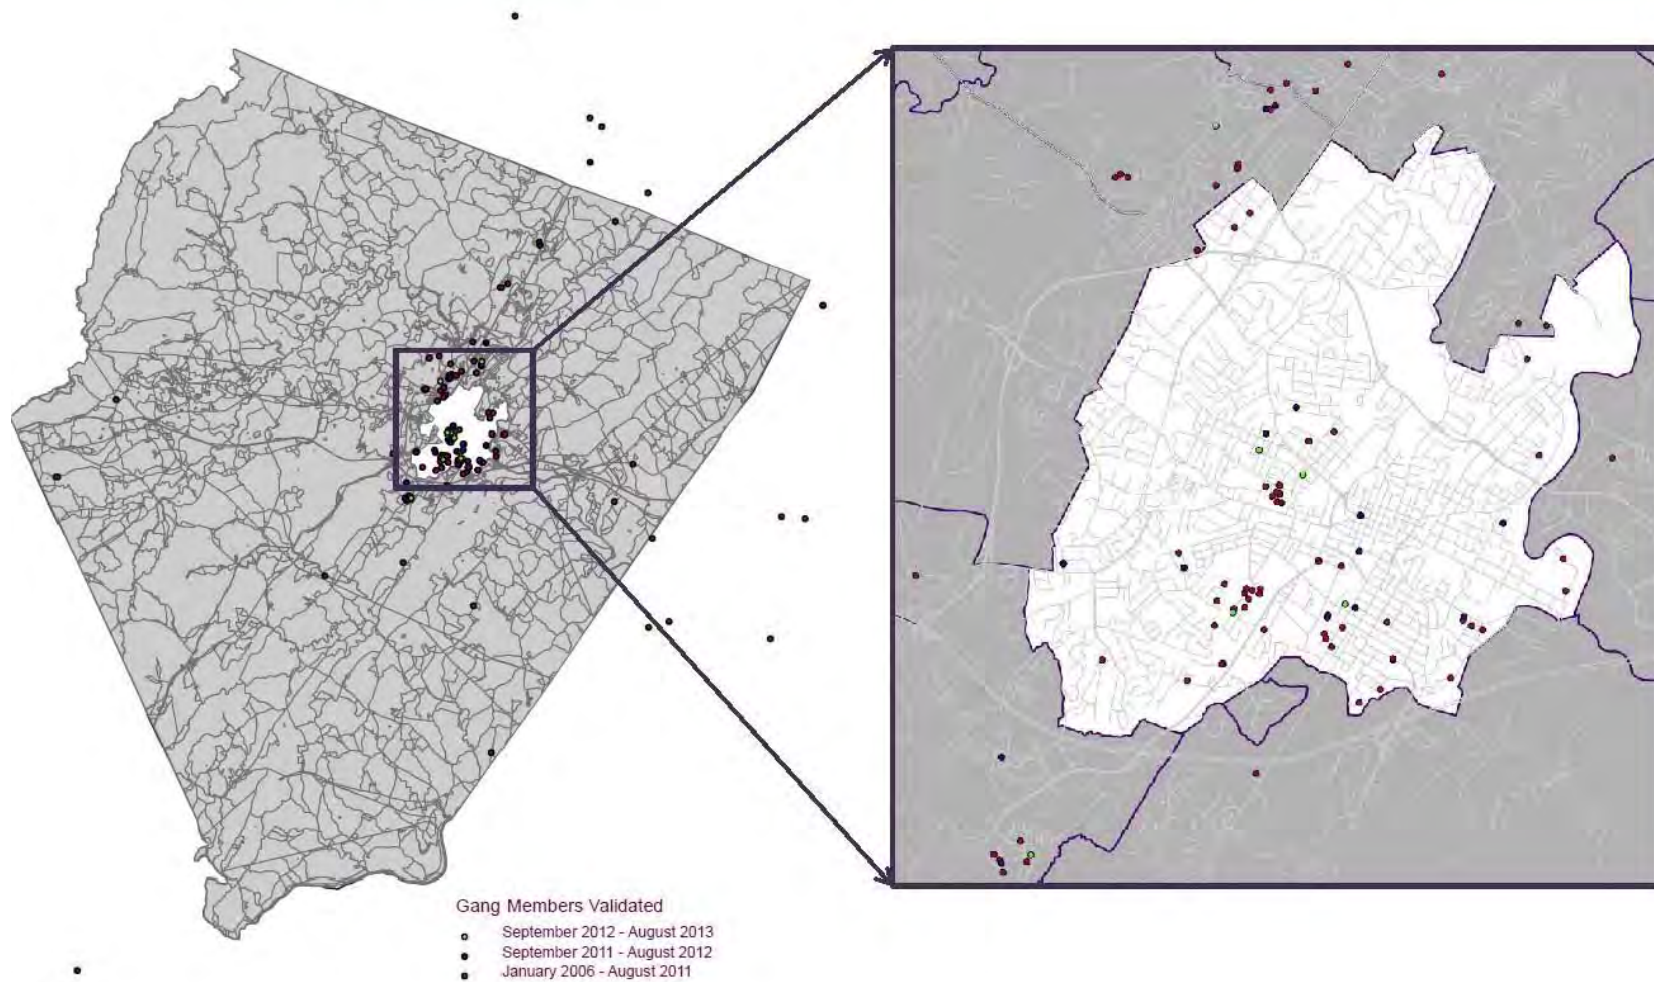 Gang Members Validated
September 2012 - August 2013
September 2011 - August 2012
January 2006 - August 2011